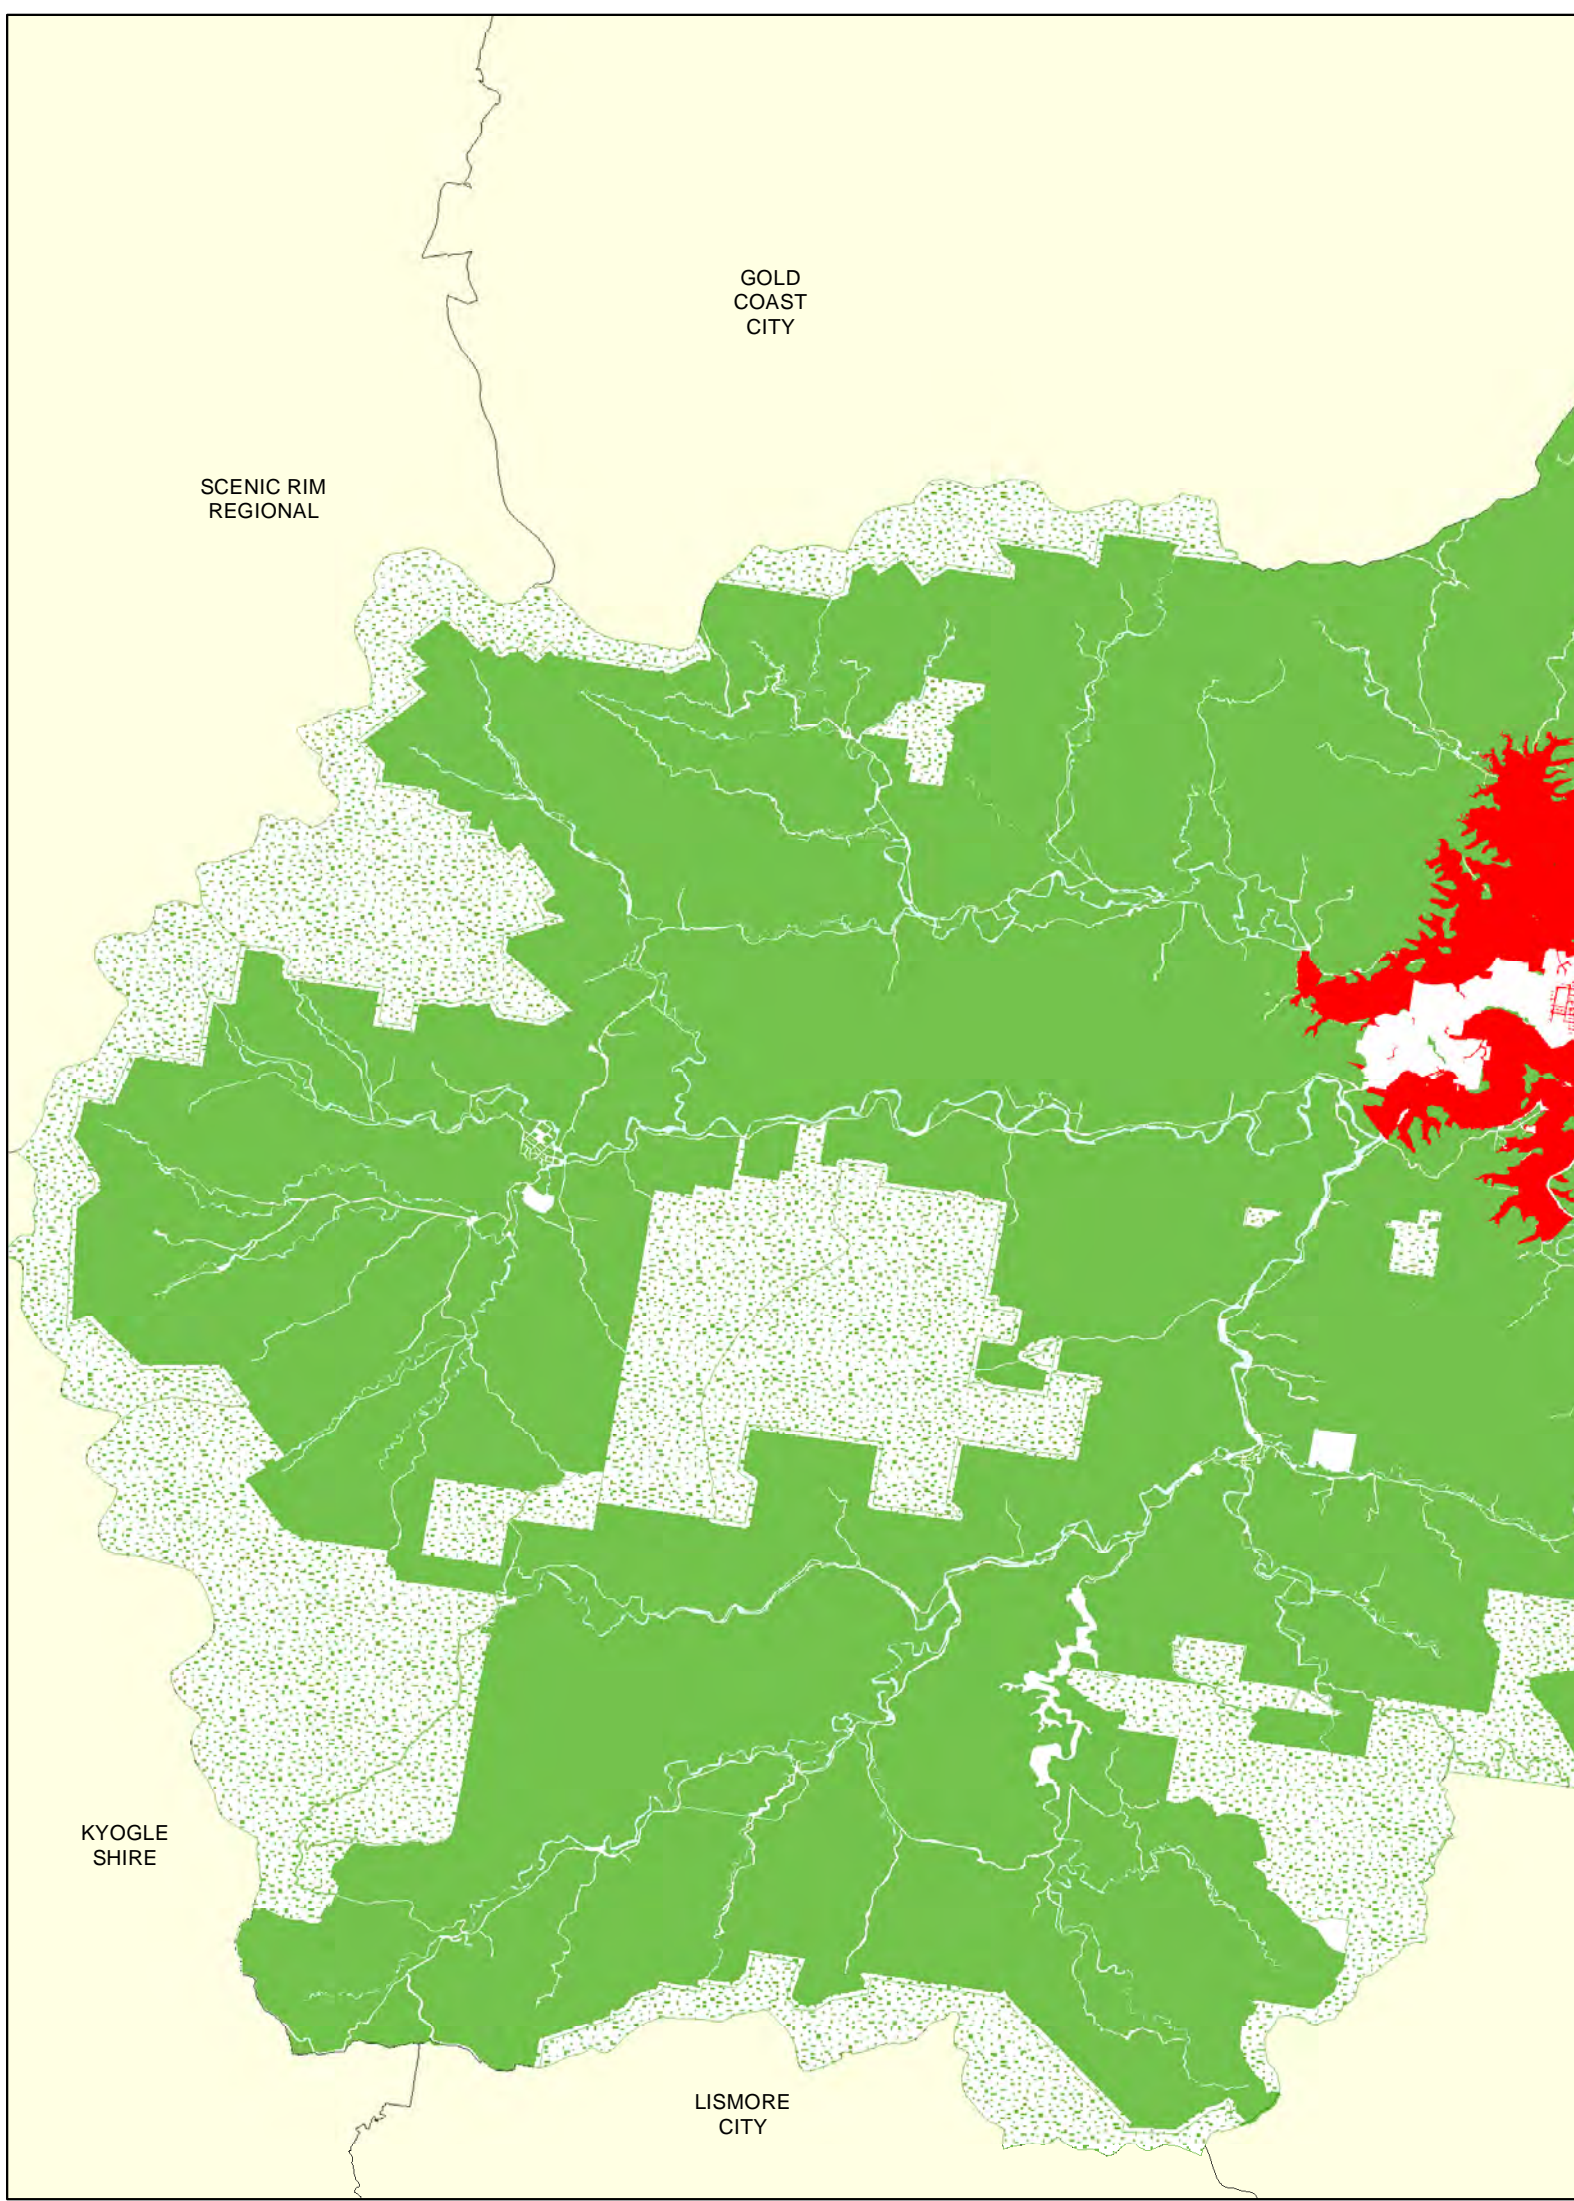 GOLD
COAST
CITY
SCENIC RIM
REGIONAL
KYOGLE
SHIRE
LISMORE
CITY